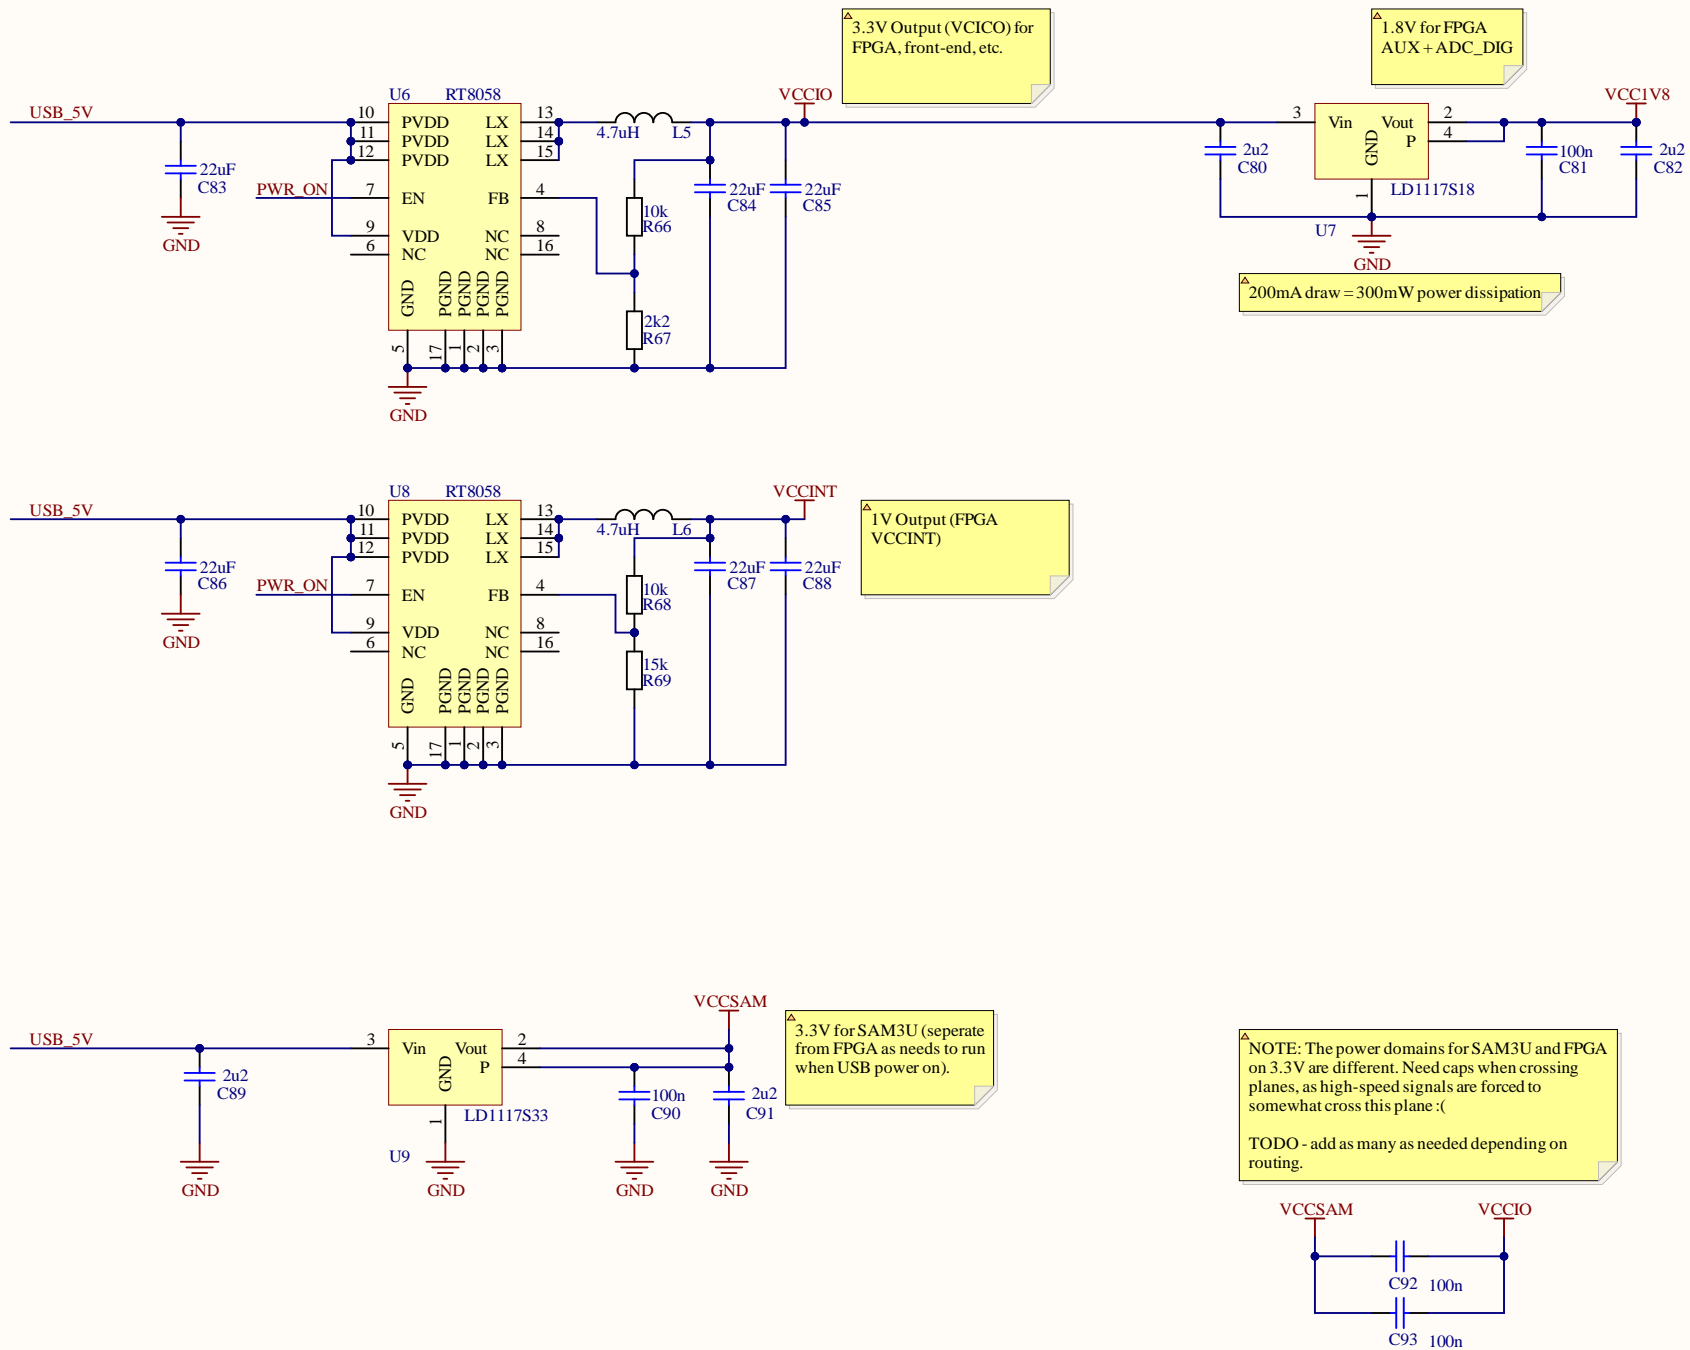 3.3V Output (VCICO) for
FPGA, front-end, etc.
1.8V for FPGA
AUX + ADC_DIG
USB_5V
22uF
C83
GND
PWR_ON
U6
RT8058
10
11
12
7
9
6
PVDD
PVDD
PVDD
EN
VDD
NC
LX
LX
LX
FB
NC
NC
13
14
15
4
8
16
GND
PGND
PGND
PGND
PGND
5
17
1
2
3
GND
4.7uH
L5
VCCIO
10k
R66
2k2
R67
22uF
C84
22uF
C85
2u2
C80
3
Vin
Vout
P
GND
2
4
1
LD1117S18
U7
GND
100n
C81
VCC1V8
2u2
C82
200mA draw = 300mW power dissipation
USB_5V
22uF
C86
GND
PWR_ON
U8
RT8058
10
11
12
7
9
6
PVDD
PVDD
PVDD
EN
VDD
NC
LX
LX
LX
FB
NC
NC
13
14
15
4
8
16
GND
PGND
PGND
PGND
PGND
5
17
1
2
3
GND
4.7uH
L6
VCCINT
10k
R68
15k
R69
22uF
C87
22uF
C88
1V Output (FPGA
VCCINT)
USB_5V
2u2
C89
GND
3
Vin
Vout
P
GND
2
4
1
LD1117S33
U9
GND
100n
C90
GND
VCCSAM
2u2
C91
GND
3.3V for SAM3U (seperate
from FPGA as needs to run
when USB power on).
NOTE: The power domains for SAM3U and FPGA
on 3.3V are different. Need caps when crossing
planes, as high-speed signals are forced to
somewhat cross this plane :(
TODO - add as many as needed depending on
routing.
VCCSAM
VCCIO
C92
100n
C93
100n